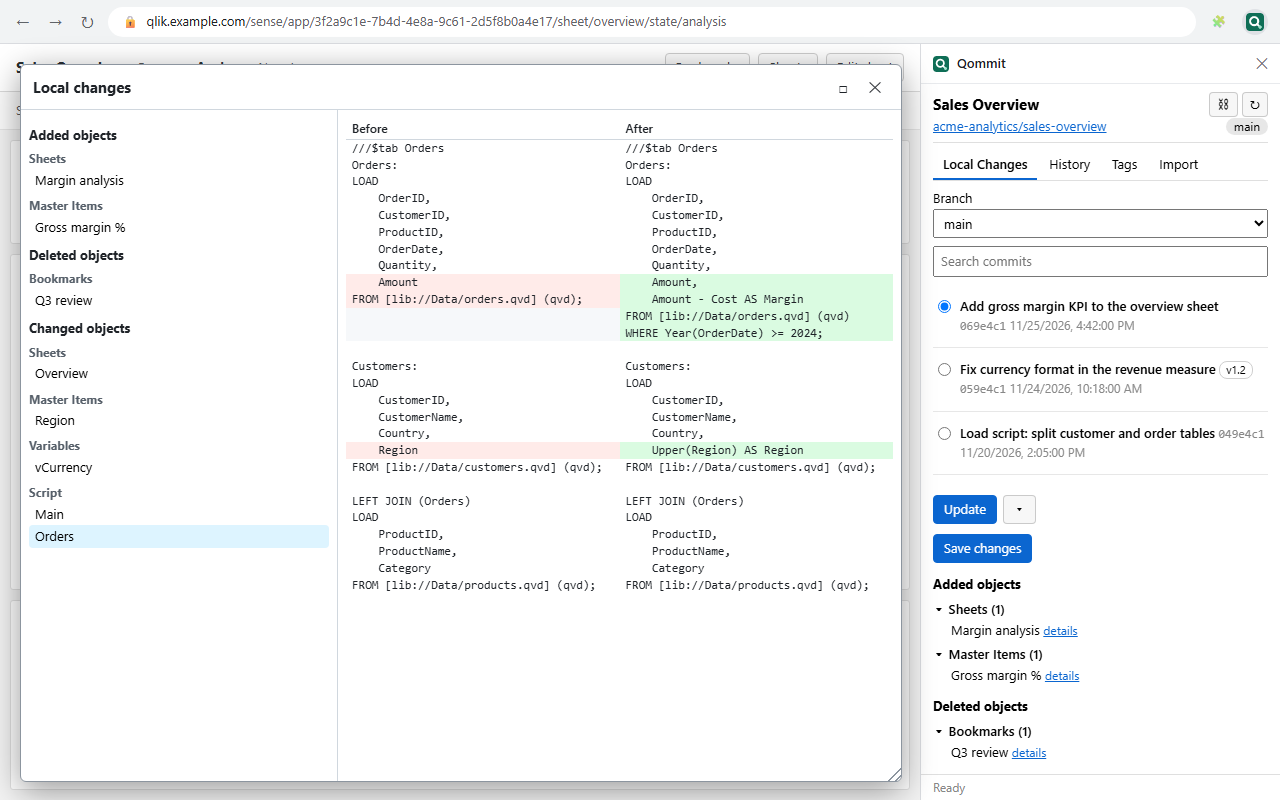 qlik.example.com/sense/app/3f2a9c1e-7b4d-4e8a-9c61-2d5f8b0a4e17/sheet/overview/state/analysis
Local changes
Added objects
Sheets
Margin analysis
Master Items
Gross margin %
Deleted objects
Bookmarks
Q3 review
Changed objects
Sheets
Overview
Master Items
Region
Variables
vCurrency
Script
Main
Orders
Before
///$tab Orders
Orders:
LOAD
OrderID,
CustomerID,
ProductID,
OrderDate,
Quantity,
Amount
FROM [lib://Data/orders.qvd] (qvd);
Customers:
LOAD
CustomerID,
CustomerName,
Country,
Region
FROM [lib://Data/customers.qvd] (qvd);
LEFT JOIN (Orders)
LOAD
ProductID,
ProductName,
Category
FROM [lib://Data/products.qvd] (qvd);
After
///$tab Orders
Orders:
LOAD
OrderID,
CustomerID,
ProductID,
OrderDate,
Quantity,
Amount,
Amount - Cost AS Margin
FROM [lib://Data/orders.qvd] (qvd)
WHERE Year(OrderDate) >= 2024;
Customers:
LOAD
CustomerID,
CustomerName,
Country,
Upper(Region) AS Region
FROM [lib://Data/customers.qvd] (qvd);
LEFT JOIN (Orders)
LOAD
ProductID,
ProductName,
Category
FROM [lib://Data/products.qvd] (qvd);
Qommit
Sales Overview
acme-analytics/sales-overview
main
Local Changes History Tags Import
Branch
main
Search commits
Add gross margin KPI to the overview sheet
069e4c1 11/25/2026, 4:42:00 PM
Fix currency format in the revenue measure v1.2
059e4c1 11/24/2026, 10:18:00 AM
Load script: split customer and order tables 049e4c1
11/20/2026, 2:05:00 PM
Update
Save changes
Added objects
Sheets (1)
Margin analysis details
Master Items (1)
Gross margin % details
Deleted objects
Bookmarks (1)
Q3 review details
Ready